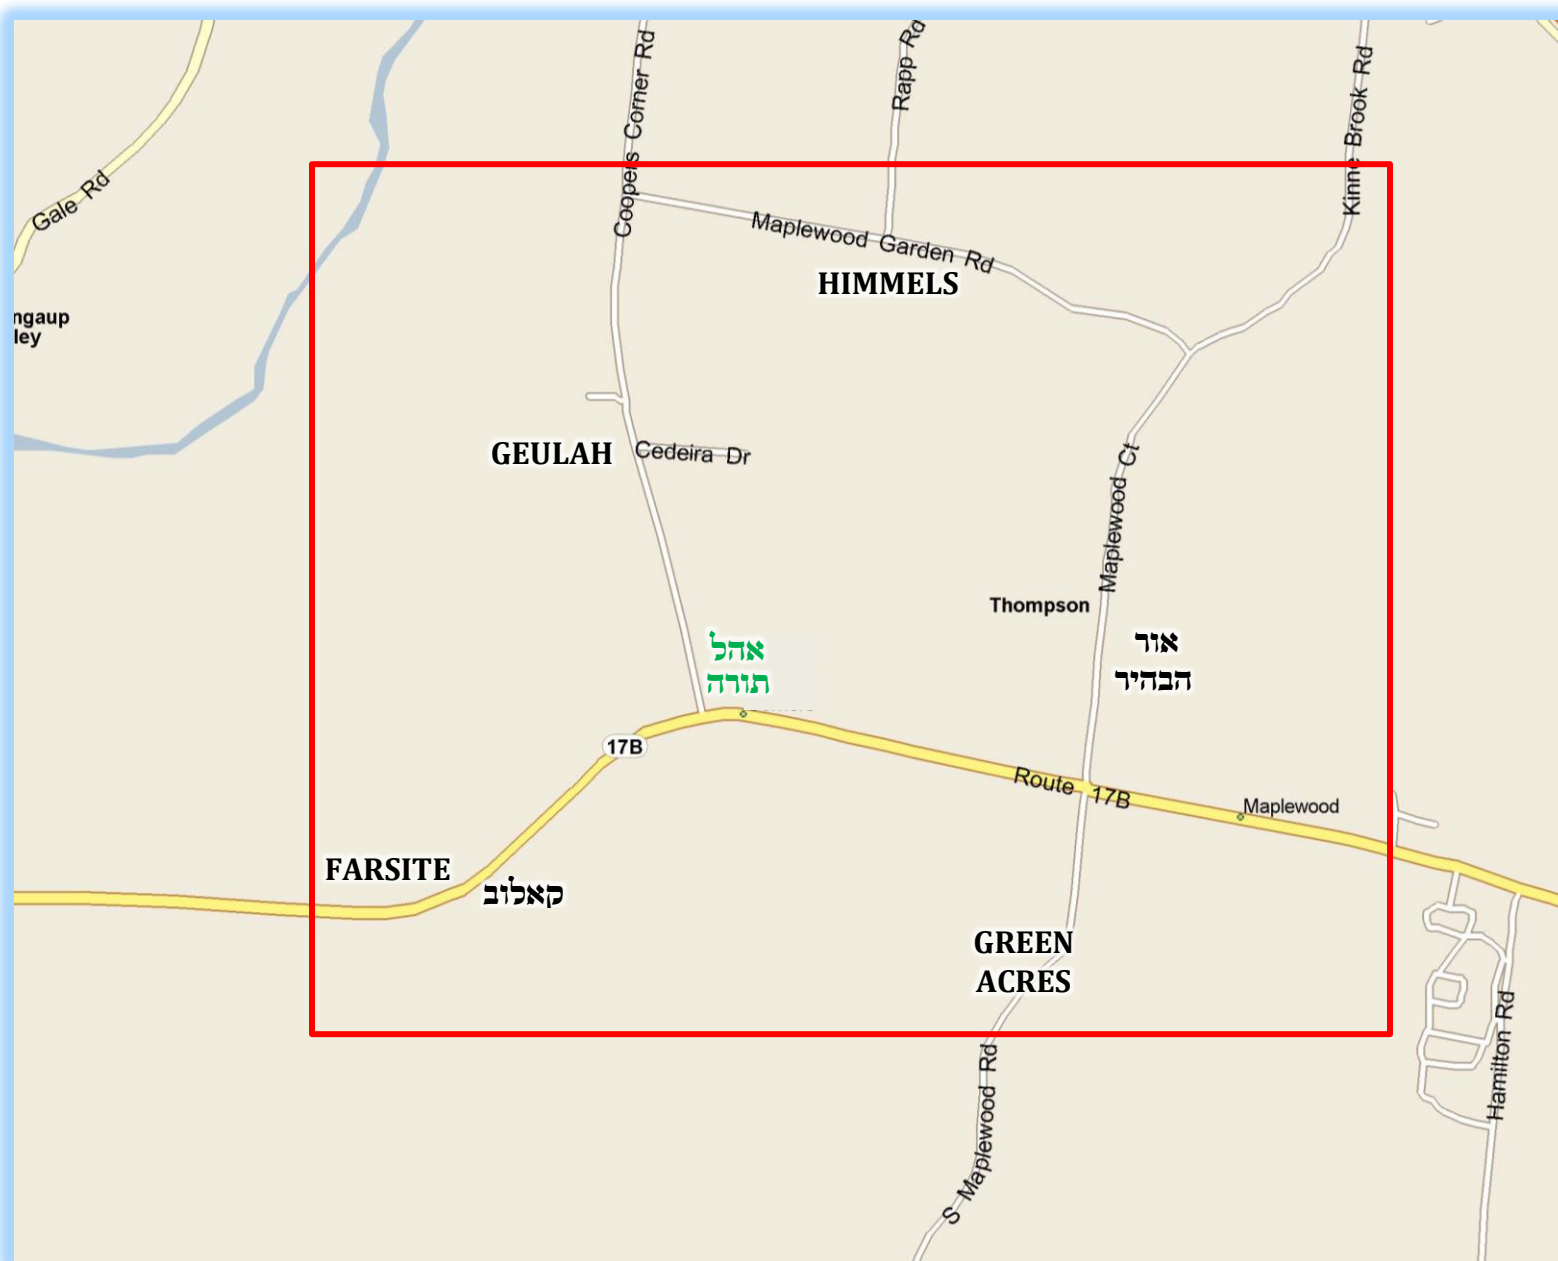 Coopers Corner Rd
Rapp Rd
Kinne Brook Rd
Gale Rd
Maplewood Garden Rd
HIMMELS
ngaup
ley
GEULAH
Cedeira Dr
Maplewood Ct
Thompson
אהל
תורה
אור
הבהיר
17B
Route 17B
Maplewood
FARSITE
קאלוב
GREEN
ACRES
Hamilton Rd
S Maplewood Rd